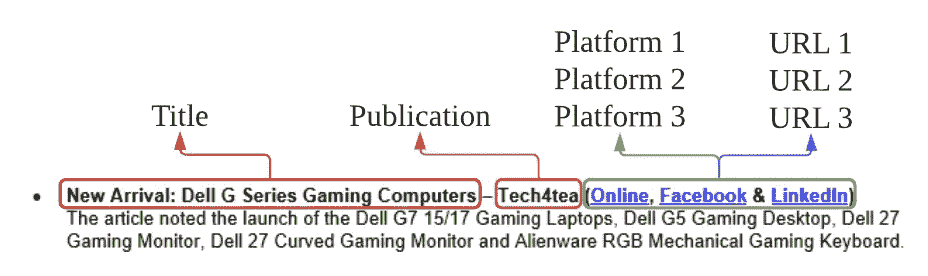 Platform 1 URL 1
Platform 2 URL 2
Title Publication Platform 3 URL 3
• New Arrival: Dell G Series Gaming Computers – Tech4tea (Online, Facebook & LinkedIn)
The article noted the launch of the Dell G7 15/17 Gaming Laptops, Dell G5 Gaming Desktop, Dell 27
Gaming Monitor, Dell 27 Curved Gaming Monitor and Alienware RGB Mechanical Gaming Keyboard.